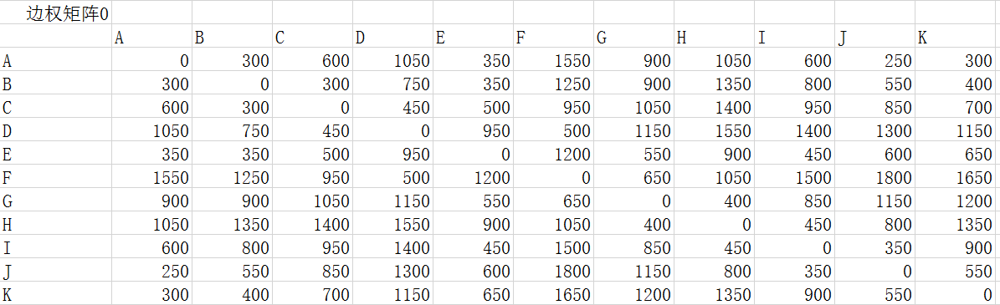 边权矩阵0
A B C D E F G H I J K
A 0 300 600 1050 350 1550 900 1050 600 250 300
B 300 0 300 750 350 1250 900 1350 800 550 400
C 600 300 0 450 500 950 1050 1400 950 850 700
D 1050 750 450 0 950 500 1150 1550 1400 1300 1150
E 350 350 500 950 0 1200 550 900 450 600 650
F 1550 1250 950 500 1200 0 650 1050 1500 1800 1650
G 900 900 1050 1150 550 650 0 400 850 1150 1200
H 1050 1350 1400 1550 900 1050 400 0 450 800 1350
I 600 800 950 1400 450 1500 850 450 0 350 900
J 250 550 850 1300 600 1800 1150 800 350 0 550
K 300 400 700 1150 650 1650 1200 1350 900 550 0